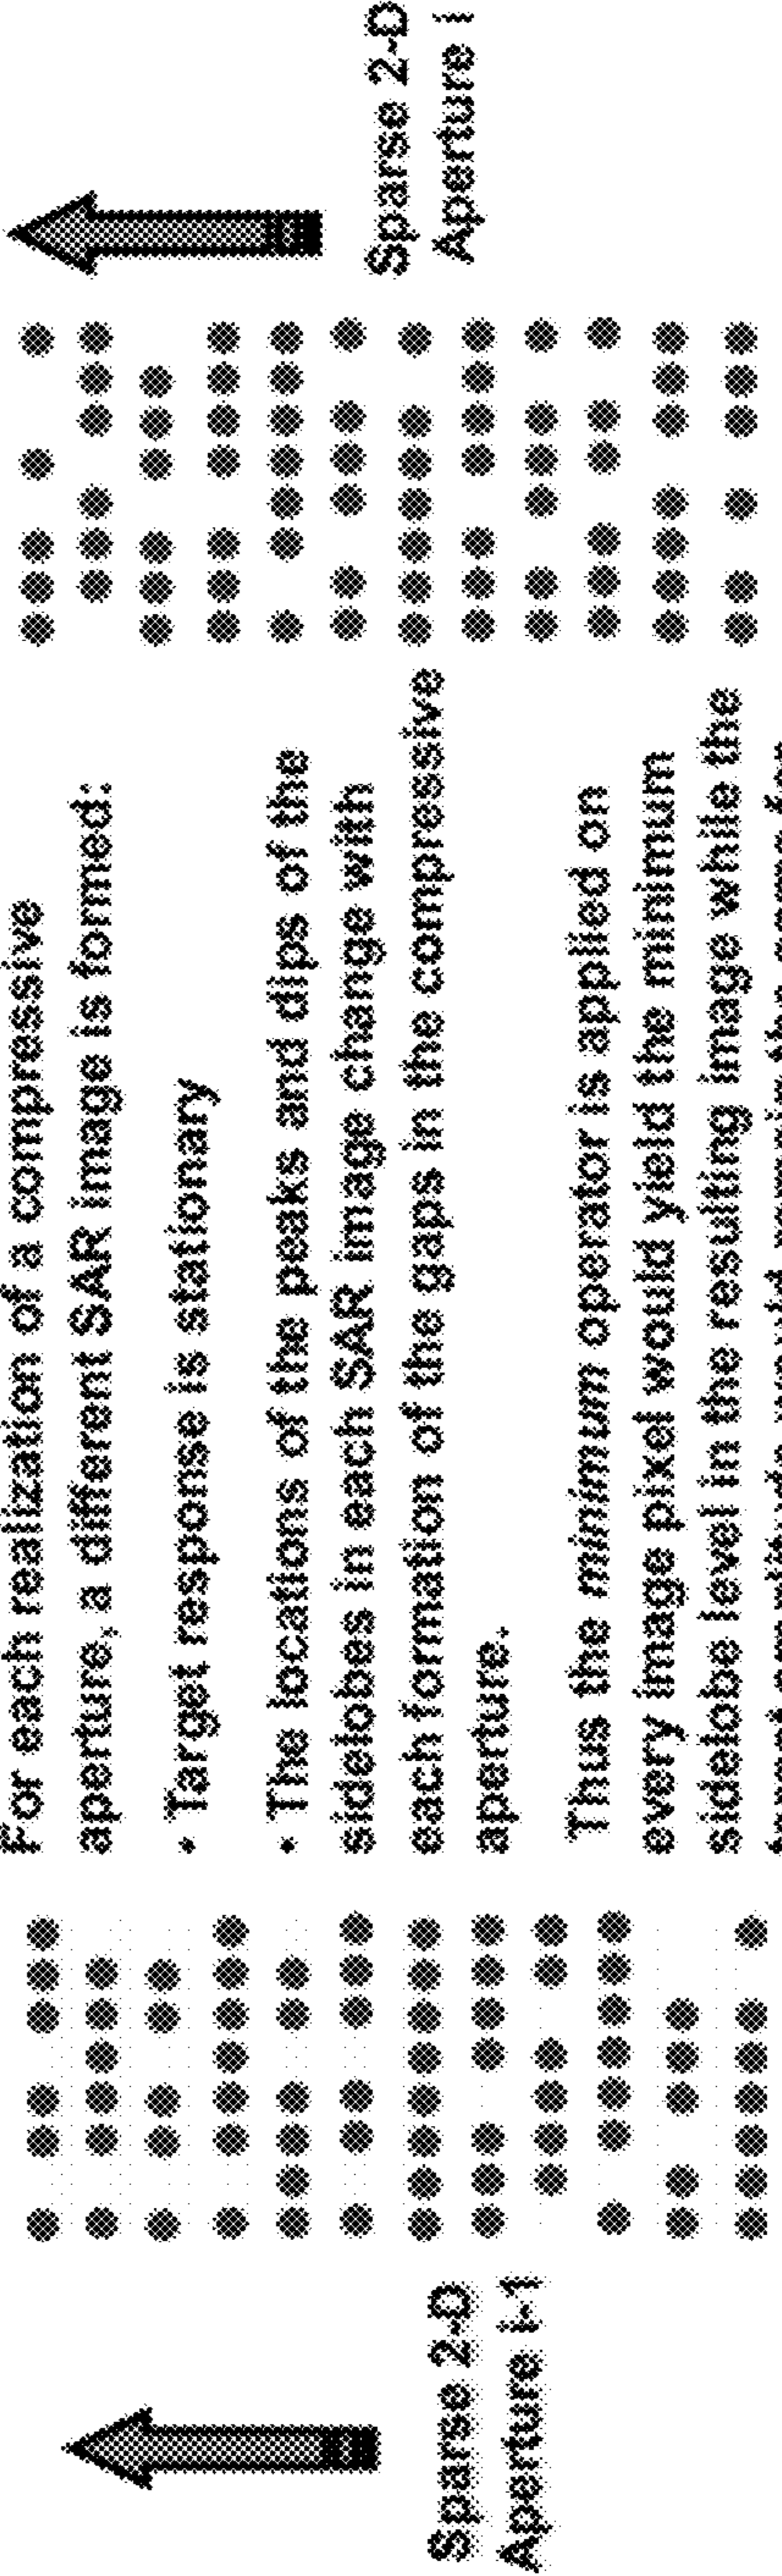 For each realization of a compressive
aperture, a different SAR image is formed:
• Target response is stationary
• The locations of the peaks and dips of the
sidelobes in each SAR image change with
each formation of the gaps in the compressive
aperture.
Thus the minimum operator is applied on
every image pixel would yield the minimum
sidelobe level in the resulting image while the
Sparse 2-D
Aperture I-1
Sparse 2-D
Aperture I